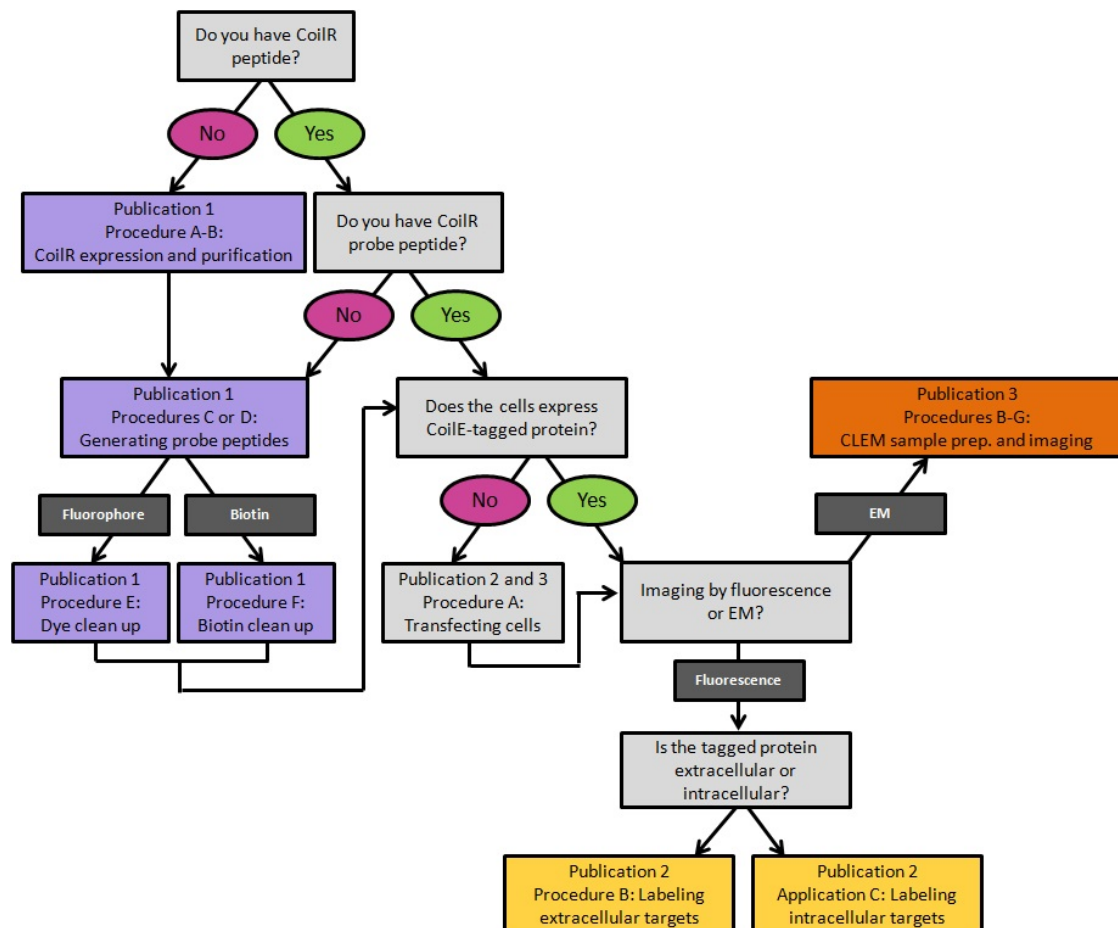 Do you have CoilR
peptide?
No
Yes
Publication 1
Procedure A-B:
CoilR expression and purification
Do you have CoilR
probe peptide?
No
Yes
Publication 1
Procedures C or D:
Generating probe peptides
Does the cells express
CoilE-tagged protein?
Publication 3
Procedures B-G:
CLEM sample prep. and imaging
Fluorophore
Biotin
No
Yes
EM
Publication 1
Procedure E:
Dye clean up
Publication 1
Procedure F:
Biotin clean up
Publication 2 and 3
Procedure A:
Transfecting cells
Imaging by fluorescence
or EM?
Fluorescence
Is the tagged protein
extracellular or
intracellular?
Publication 2
Procedure B: Labeling
extracellular targets
Publication 2
Application C: Labeling
intracellular targets